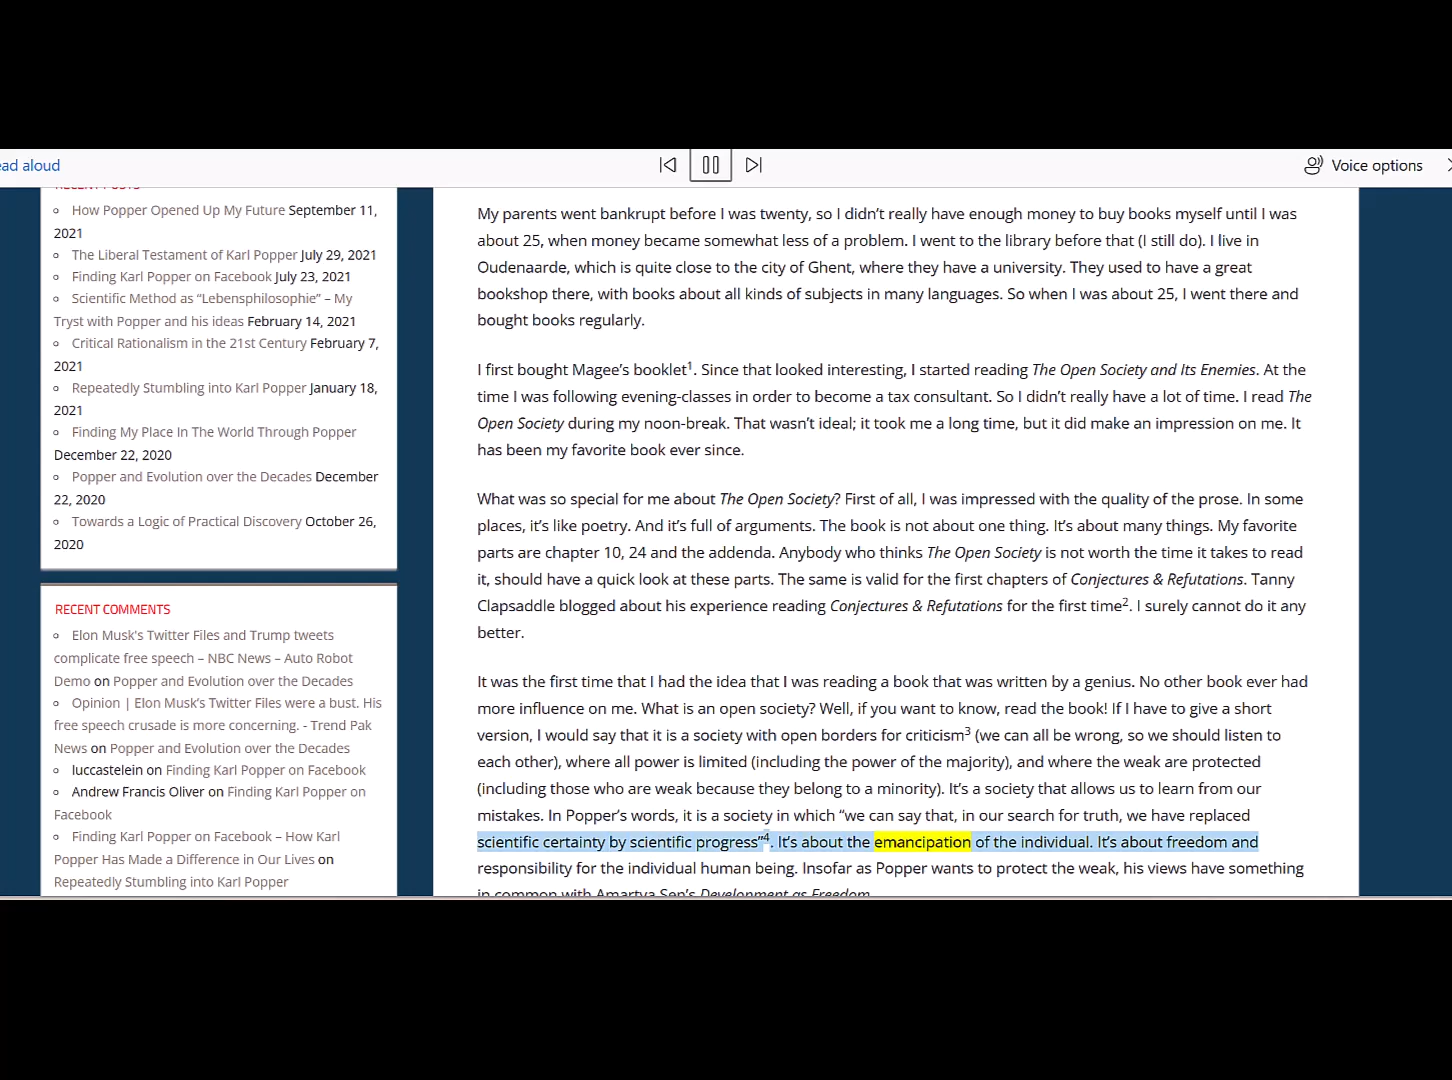 ead aloud
Voice options
RECENT POSTS
How Popper Opened Up My Future September 11,
2021
The Liberal Testament of Karl Popper July 29, 2021
Finding Karl Popper on Facebook July 23, 2021
Scientific Method as “Lebensphilosophie” – My
Tryst with Popper and his ideas February 14, 2021
Critical Rationalism in the 21st Century February 7,
2021
Repeatedly Stumbling into Karl Popper January 18,
2021
Finding My Place In The World Through Popper
December 22, 2020
Popper and Evolution over the Decades December
22, 2020
Towards a Logic of Practical Discovery October 26,
2020
RECENT COMMENTS
Elon Musk's Twitter Files and Trump tweets
complicate free speech – NBC News – Auto Robot
Demo on Popper and Evolution over the Decades
Opinion | Elon Musk’s Twitter Files were a bust. His
free speech crusade is more concerning. - Trend Pak
News on Popper and Evolution over the Decades
luccastelein on Finding Karl Popper on Facebook
Andrew Francis Oliver on Finding Karl Popper on
Facebook
Finding Karl Popper on Facebook – How Karl
Popper Has Made a Difference in Our Lives on
Repeatedly Stumbling into Karl Popper
My parents went bankrupt before I was twenty, so I didn’t really have enough money to buy books myself until I was
about 25, when money became somewhat less of a problem. I went to the library before that (I still do). I live in
Oudenaarde, which is quite close to the city of Ghent, where they have a university. They used to have a great
bookshop there, with books about all kinds of subjects in many languages. So when I was about 25, I went there and
bought books regularly.
I first bought Magee’s booklet1. Since that looked interesting, I started reading The Open Society and Its Enemies. At the
time I was following evening-classes in order to become a tax consultant. So I didn’t really have a lot of time. I read The
Open Society during my noon-break. That wasn’t ideal; it took me a long time, but it did make an impression on me. It
has been my favorite book ever since.
What was so special for me about The Open Society? First of all, I was impressed with the quality of the prose. In some
places, it’s like poetry. And it’s full of arguments. The book is not about one thing. It’s about many things. My favorite
parts are chapter 10, 24 and the addenda. Anybody who thinks The Open Society is not worth the time it takes to read
it, should have a quick look at these parts. The same is valid for the first chapters of Conjectures & Refutations. Tanny
Clapsaddle blogged about his experience reading Conjectures & Refutations for the first time2. I surely cannot do it any
better.
It was the first time that I had the idea that I was reading a book that was written by a genius. No other book ever had
more influence on me. What is an open society? Well, if you want to know, read the book! If I have to give a short
version, I would say that it is a society with open borders for criticism3 (we can all be wrong, so we should listen to
each other), where all power is limited (including the power of the majority), and where the weak are protected
(including those who are weak because they belong to a minority). It’s a society that allows us to learn from our
mistakes. In Popper’s words, it is a society in which “we can say that, in our search for truth, we have replaced
scientific certainty by scientific progress”4. It’s about the emancipation of the individual. It’s about freedom and
responsibility for the individual human being. Insofar as Popper wants to protect the weak, his views have something
in common with Amartya Sen’s Development as Freedom.